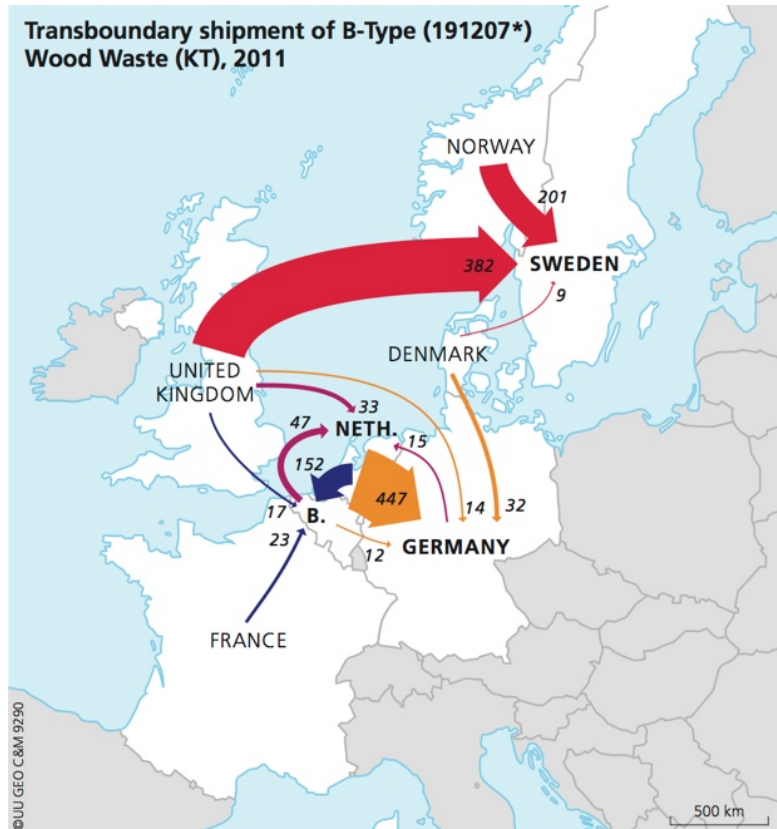 Transboundary shipment of B-Type (191207*)
Wood Waste (KT), 2011
NORWAY
201
382
SWEDEN
9
DENMARK
UNITED
KINGDOM
33
47
NETH.
15
152
447
17
B.
14
32
23
12
GERMANY
FRANCE
©UU GEO C&M 9290
500 km